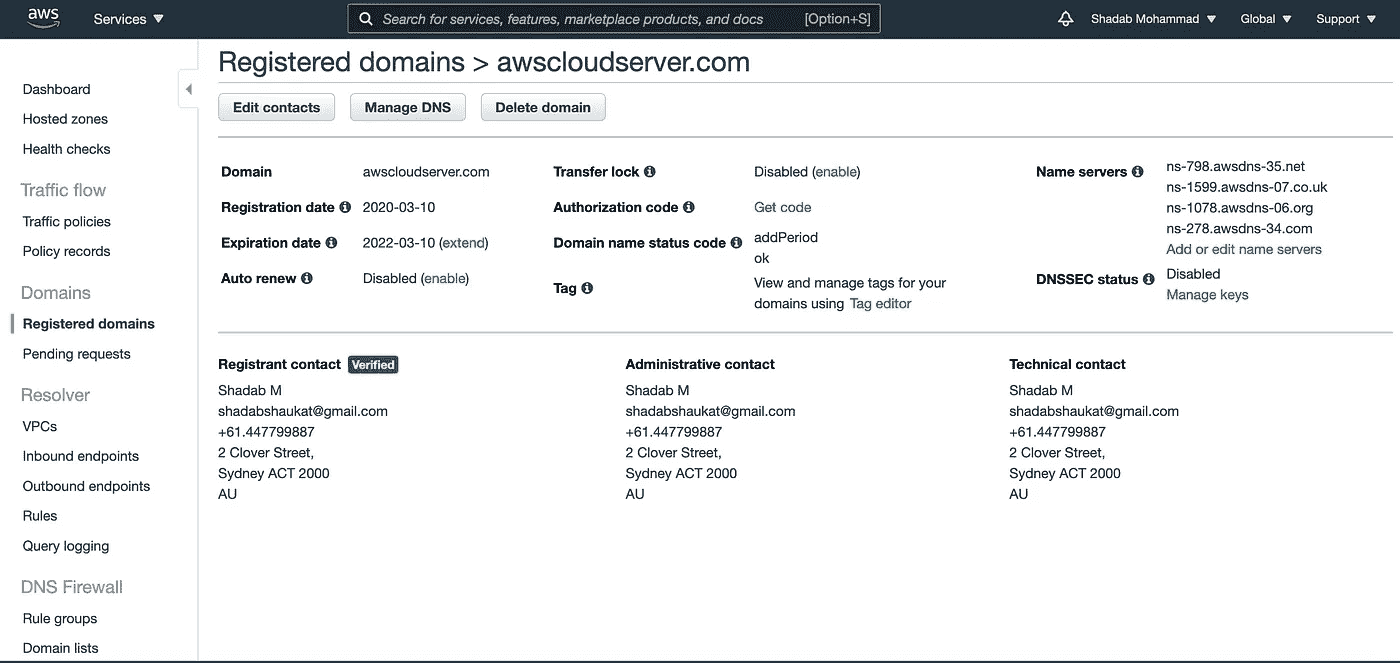 aws Services Search for services, features, marketplace products, and docs [Option+S] Shadab Mohammad Global Support
Dashboard
Hosted zones
Health checks
Traffic flow
Traffic policies
Policy records
Domains
Registered domains
Pending requests
Resolver
VPCs
Inbound endpoints
Outbound endpoints
Rules
Query logging
DNS Firewall
Rule groups
Domain lists
Registered domains > awscloudserver.com
Edit contacts Manage DNS Delete domain
Domain awscloudserver.com
Registration date 2020-03-10
Expiration date 2022-03-10 (extend)
Auto renew Disabled (enable)
Transfer lock Disabled (enable)
Authorization code Get code
Domain name status code addPeriod
ok
Tag View and manage tags for your
domains using Tag editor
Name servers ns-798.awsdns-35.net
ns-1599.awsdns-07.co.uk
ns-1078.awsdns-06.org
ns-278.awsdns-34.com
Add or edit name servers
DNSSEC status Disabled
Manage keys
Registrant contact Verified
Shadab M
shadabshaukat@gmail.com
+61.447799887
2 Clover Street,
Sydney ACT 2000
AU
Administrative contact
Shadab M
shadabshaukat@gmail.com
+61.447799887
2 Clover Street,
Sydney ACT 2000
AU
Technical contact
Shadab M
shadabshaukat@gmail.com
+61.447799887
2 Clover Street,
Sydney ACT 2000
AU